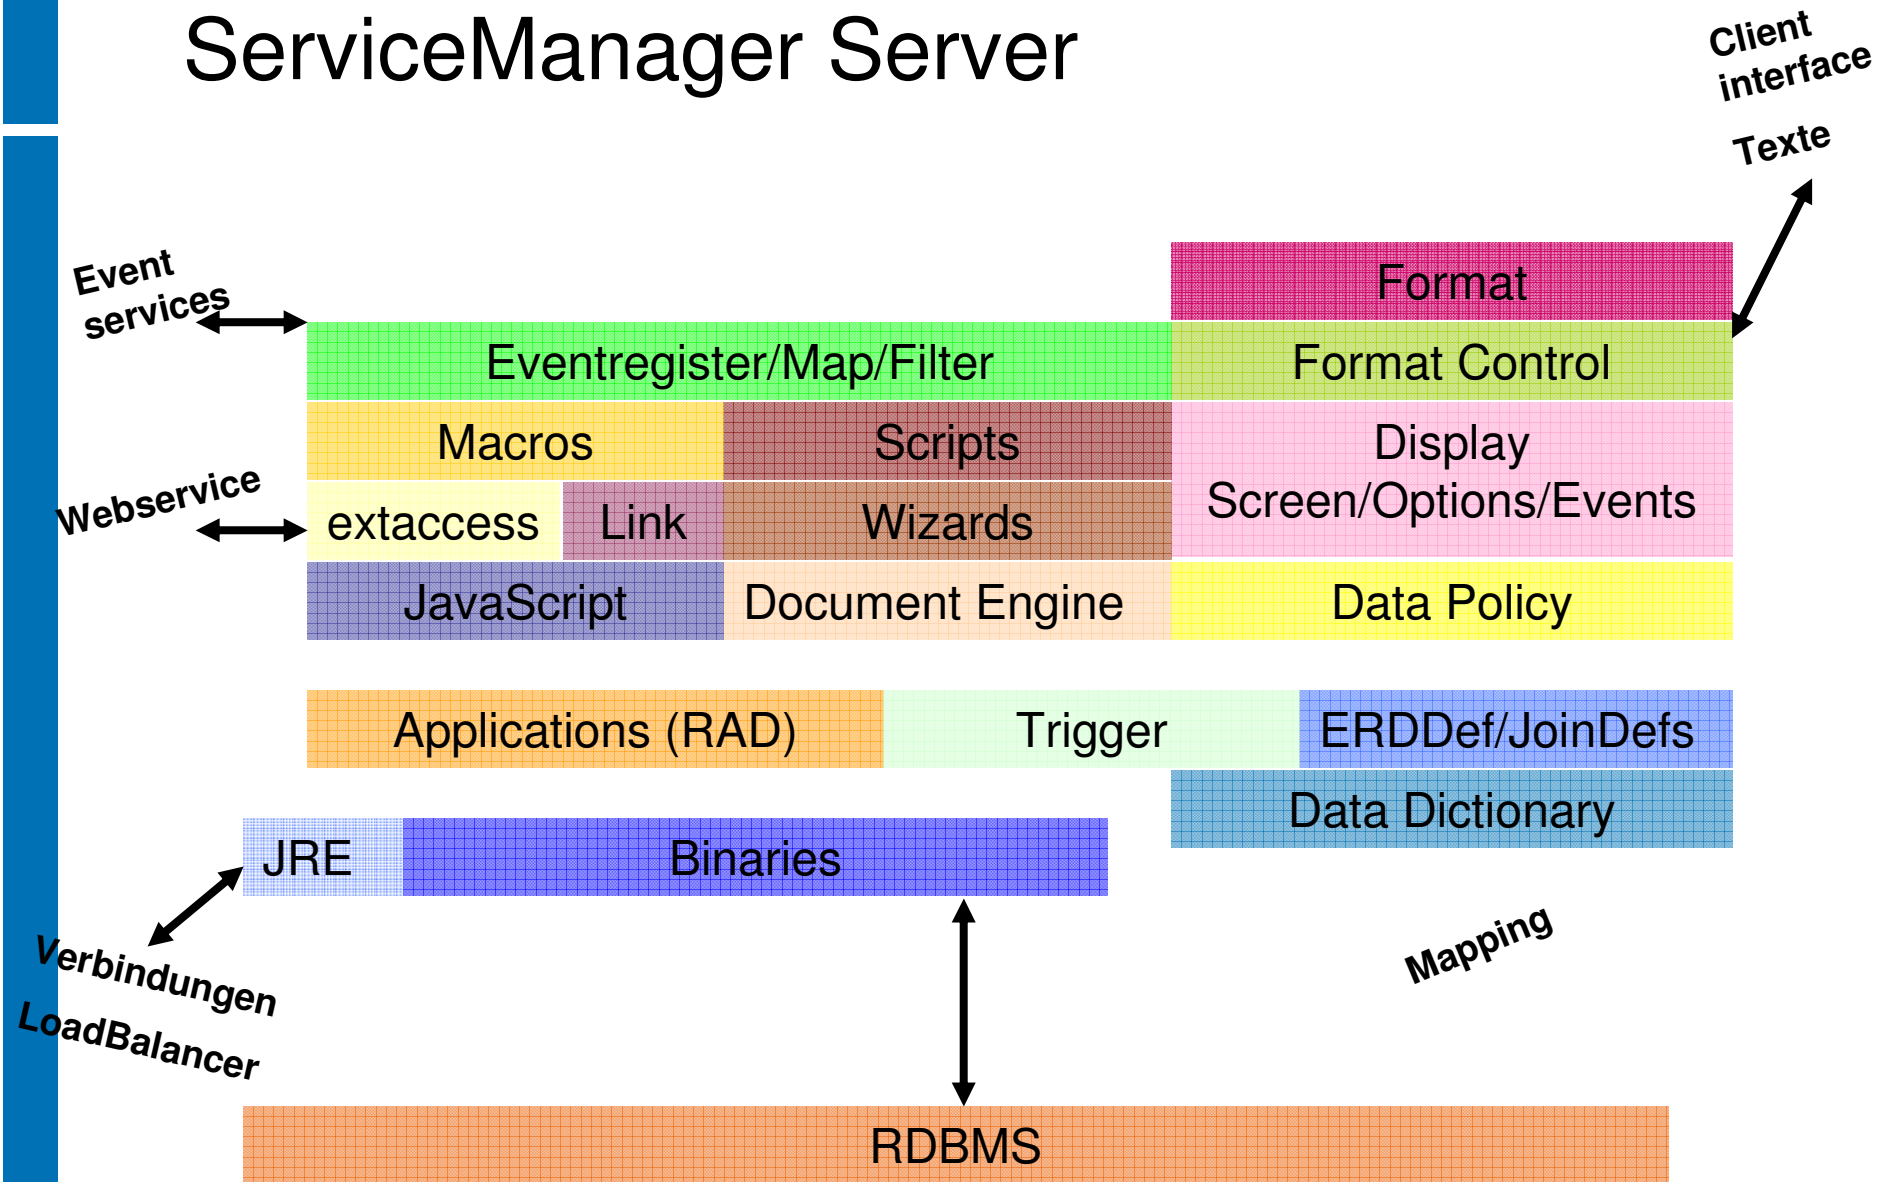 ServiceManager Server
Client
interface
Texte
Event
services
Format
Eventregister/Map/Filter
Format Control
Macros
Scripts
Display
Screen/Options/Events
Webservice
extaccess
Link
Wizards
JavaScript
Document Engine
Data Policy
Applications (RAD)
Trigger
ERDDef/JoinDefs
Data Dictionary
JRE
Binaries
Verbindungen
LoadBalancer
Mapping
RDBMS